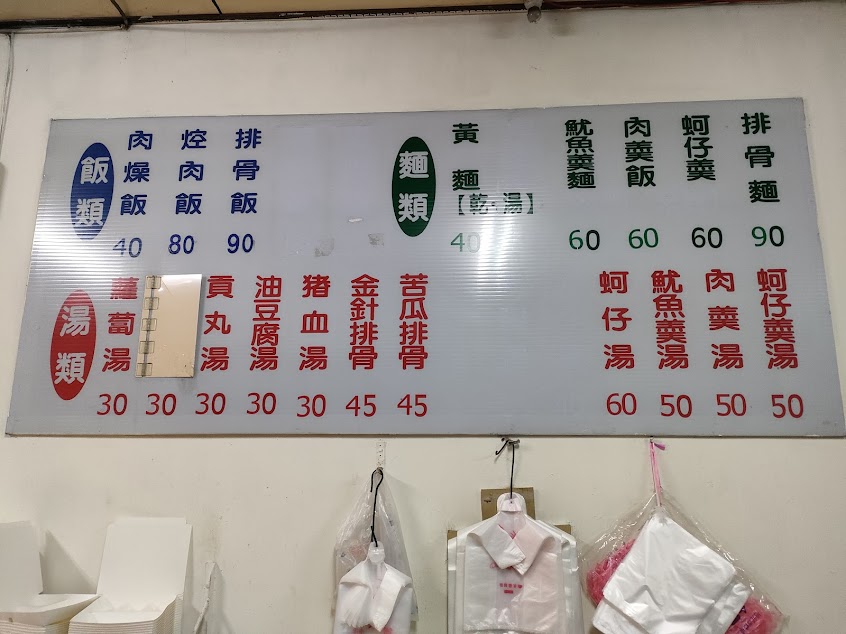 飯類
肉燥飯 40
焢肉飯 80
排骨飯 90
麵類
黃麵【乾·湯】 40
魷魚羹麵 60
肉羹飯 60
蚵仔羹 60
排骨麵 90
湯類
蘿蔔湯 30
30
貢丸湯 30
油豆腐湯 30
猪血湯 30
金針排骨 45
苦瓜排骨 45
蚵仔湯 60
魷魚羹湯 50
肉羹湯 50
蚵仔羹湯 50